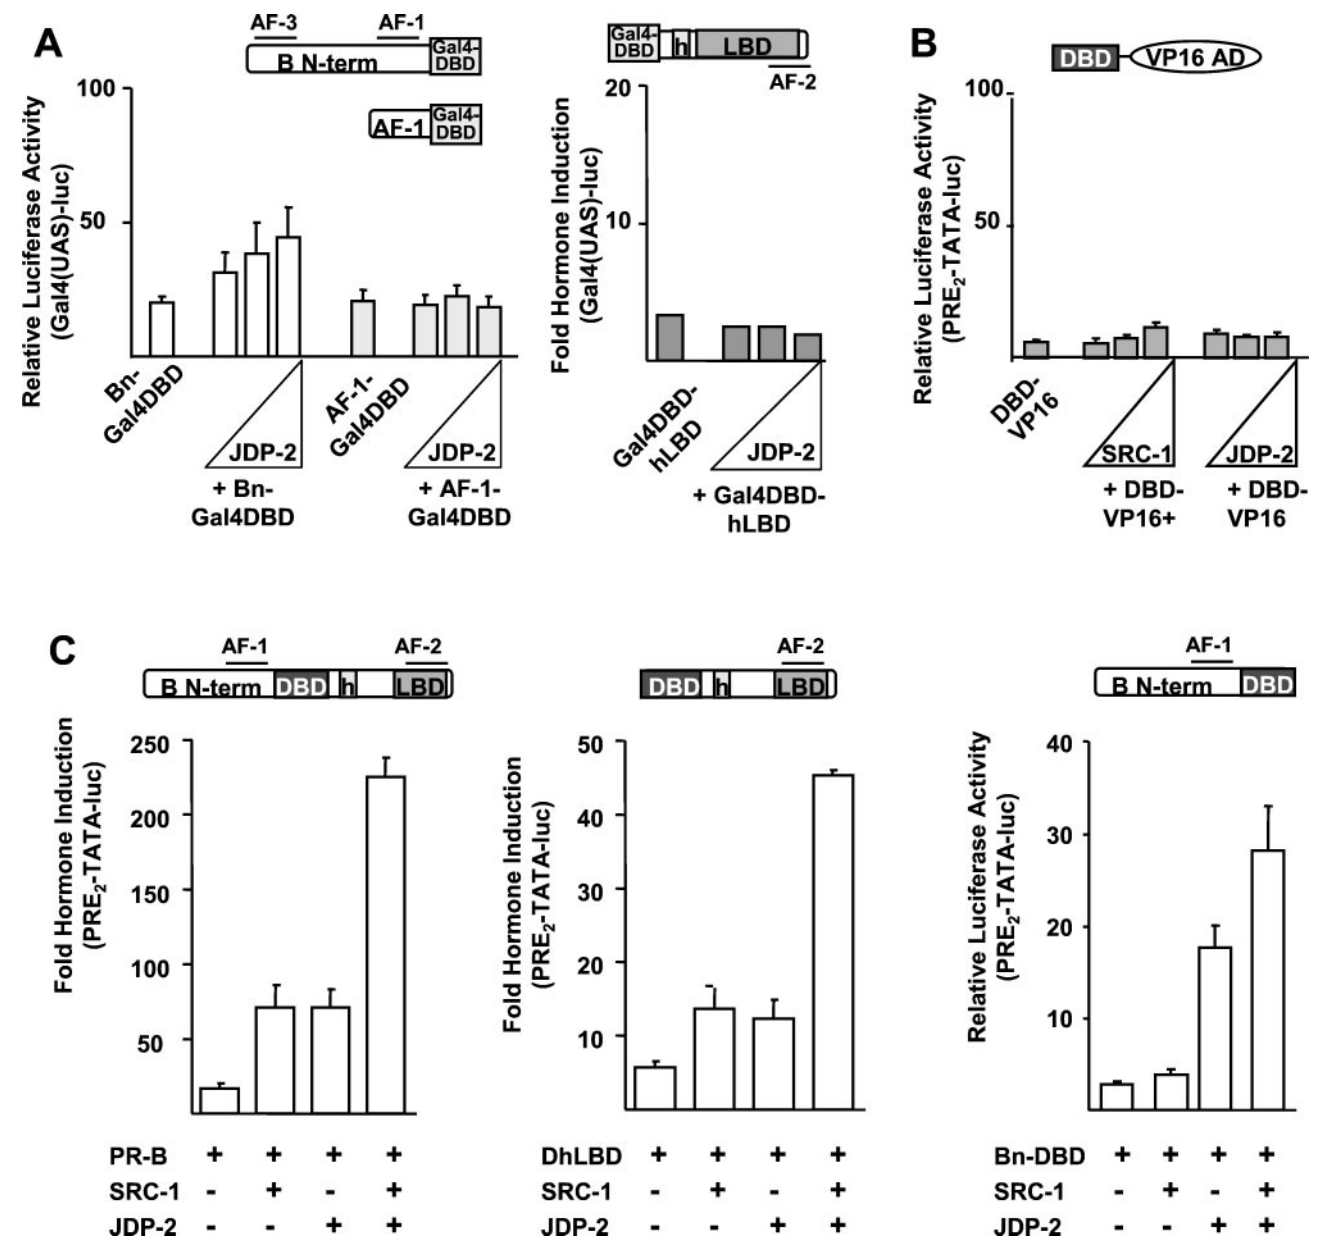 A
AF-3
AF-1
B N-term
Gal4-
DBD
AF-1
Gal4-
DBD
Relative Luciferase Activity
(Gal4(UAS)-luc)
100
50
Bn-
Gal4DBD
JDP-2
+ Bn-
Gal4DBD
AF-1-
Gal4DBD
JDP-2
+ AF-1-
Gal4DBD
Gal4-
DBD
h
LBD
AF-2
Fold Hormone Induction
(Gal4(UAS)-luc)
20
10
Gal4DBD-
hLBD
JDP-2
+ Gal4DBD-
hLBD
B
DBD
VP16 AD
Relative Luciferase Activity
(PRE2-TATA-luc)
100
50
DBD-
VP16
SRC-1
+ DBD-
VP16+
JDP-2
+ DBD-
VP16
C
AF-1
AF-2
B N-term
DBD
h
LBD
Fold Hormone Induction
(PRE2-TATA-luc)
250
200
150
100
50
PR-B + + + +
SRC-1 - + - +
JDP-2 - - + +
AF-2
DBD
h
LBD
Fold Hormone Induction
(PRE2-TATA-luc)
50
40
30
20
10
DhLBD + + + +
SRC-1 - + - +
JDP-2 - - + +
AF-1
B N-term
DBD
Relative Luciferase Activity
(PRE2-TATA-luc)
40
30
20
10
Bn-DBD + + + +
SRC-1 - + - +
JDP-2 - - + +